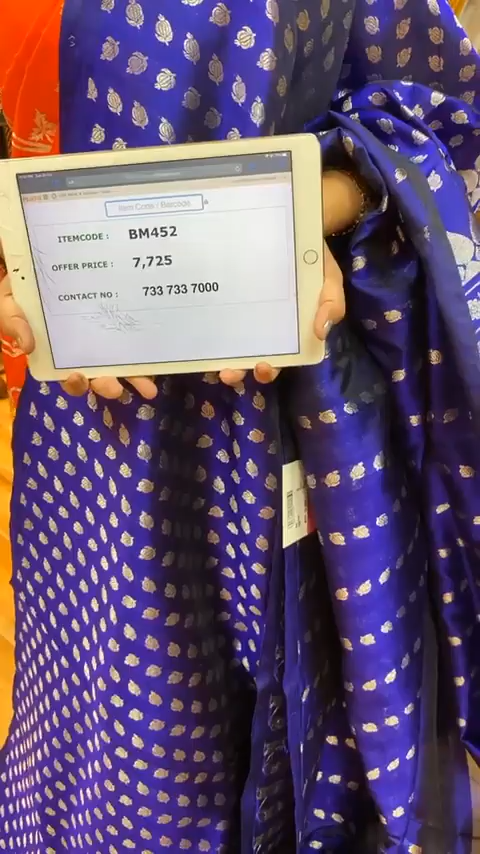 Item Code / Barcode
ITEMCODE : BM452
OFFER PRICE : 7,725
CONTACT NO : 733 733 7000